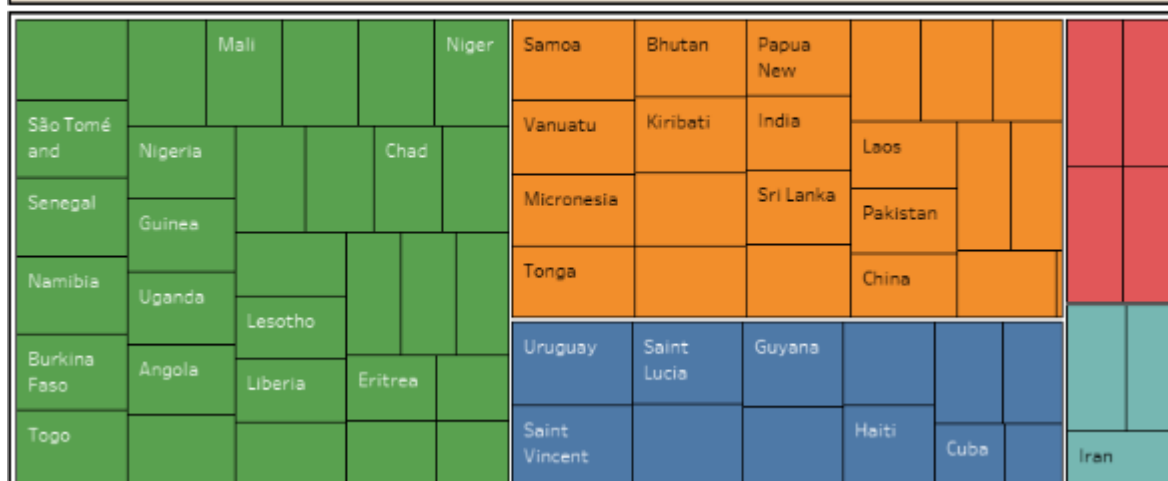 Mali
Niger
São Tomé
and
Senegal
Namibia
Burkina
Faso
Togo
Nigeria
Guinea
Uganda
Angola
Chad
Lesotho
Liberia
Eritrea
Samoa
Vanuatu
Micronesia
Tonga
Bhutan
Kiribati
Papua
New
India
Sri Lanka
Laos
Pakistan
China
Uruguay
Saint
Vincent
Saint
Lucia
Guyana
Haiti
Cuba
Iran